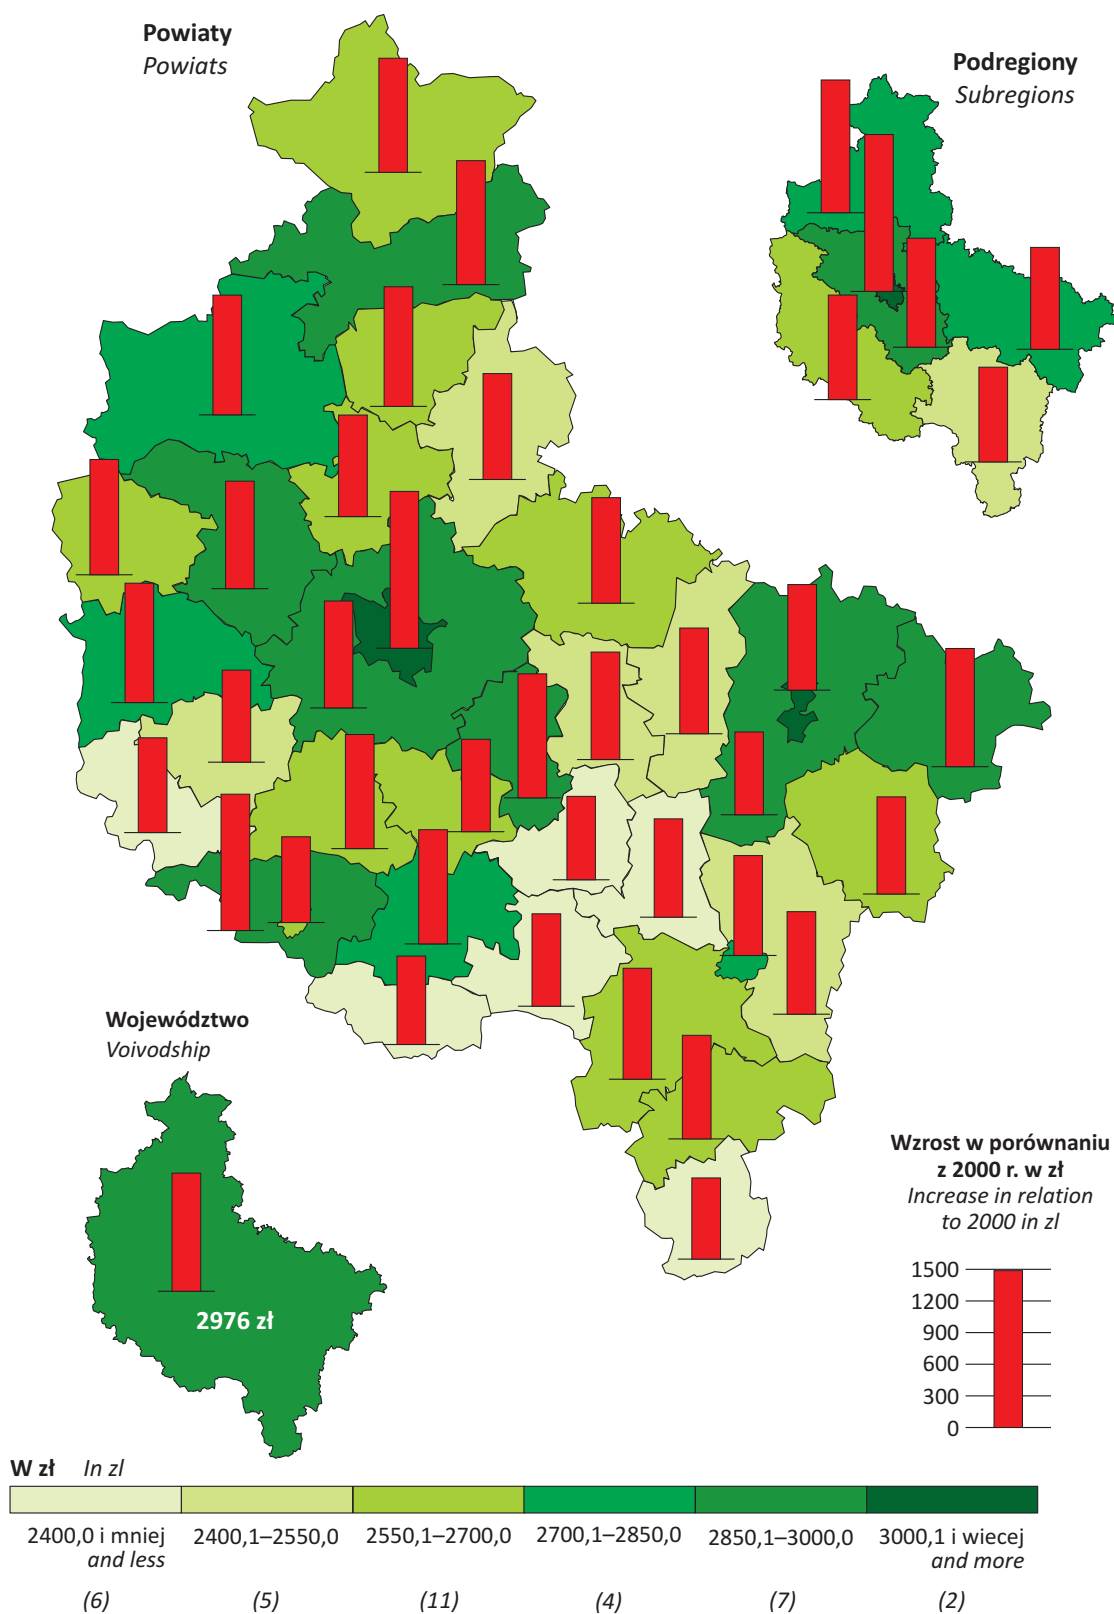 Powiaty
Powiats
Podregiony
Subregions
Województwo
Voivodship
2976 zł
Wzrost w porównaniu
z 2000 r. w zł
Increase in relation
to 2000 in zl
1500
1200
900
600
300
0
W zł In zl
2400,0 i mniej
and less
2400,1–2550,0
2550,1–2700,0
2700,1–2850,0
2850,1–3000,0
3000,1 i wiecej
and more
(6) (5) (11) (4) (7) (2)